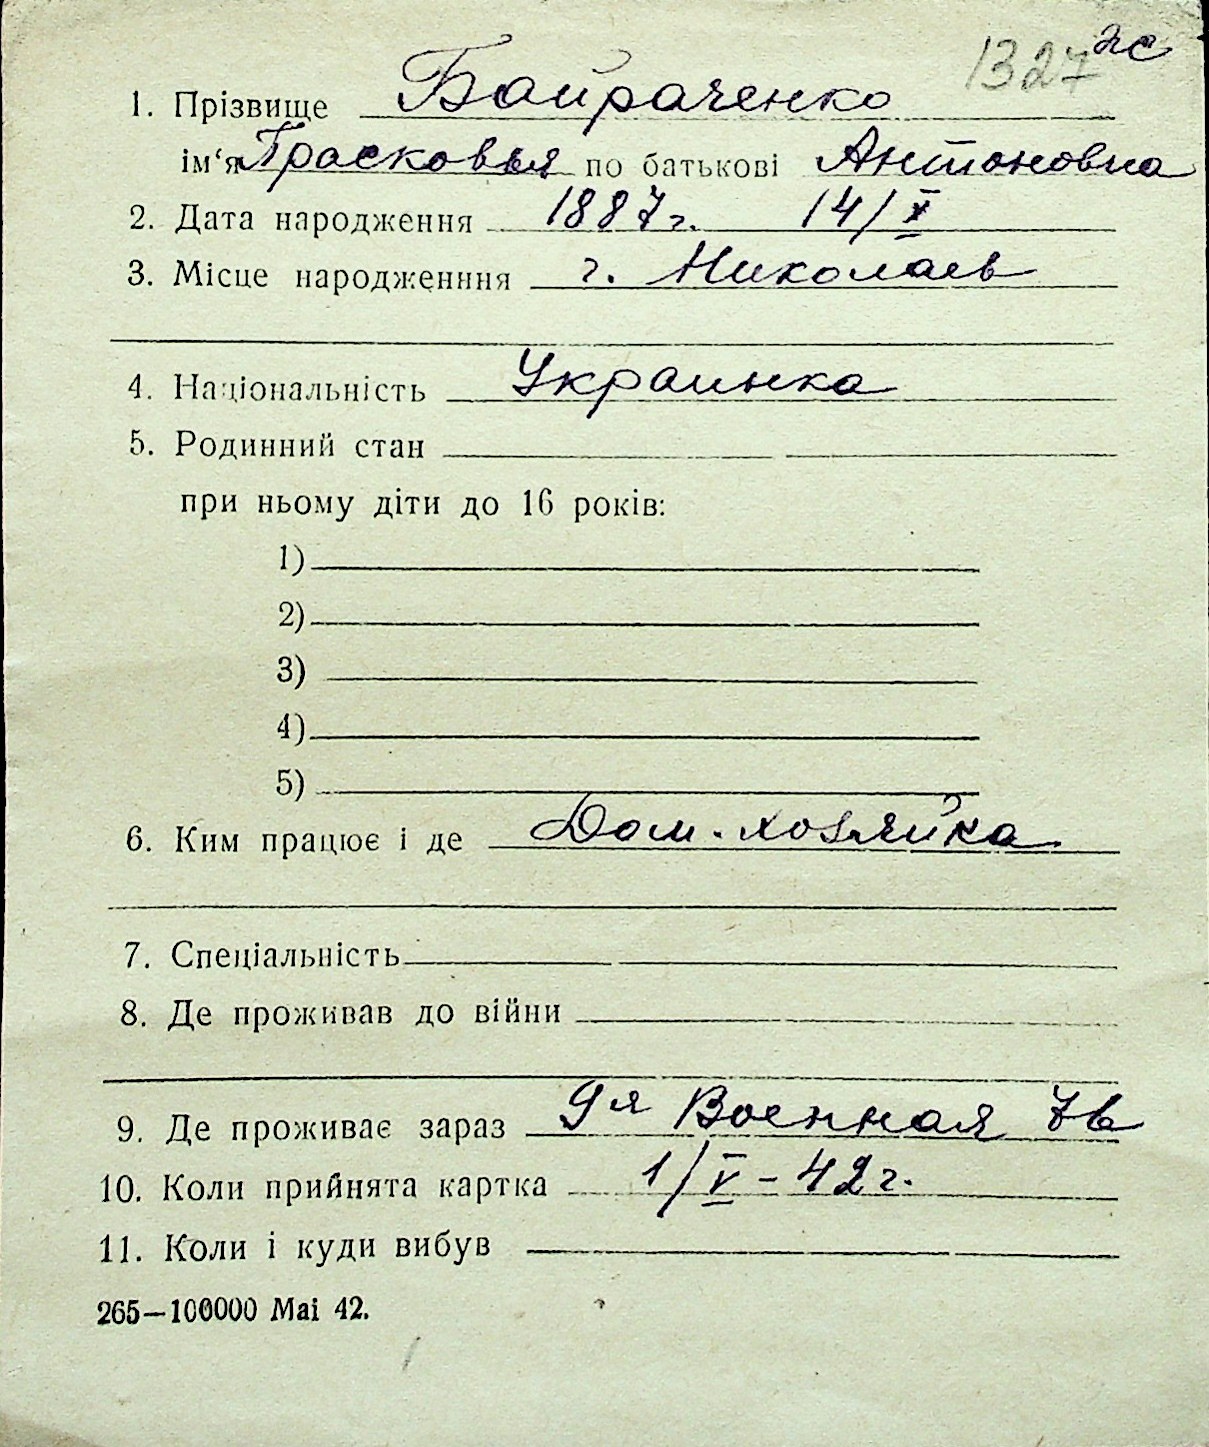 1327 2с
1. Прізвище Байраченко
ім‘я Прасковья по батькові Антоновна
2. Дата народження 1887г. 14/X
3. Місце народженння г. Николаев
4. Національність Украинка
5. Родинний стан
при ньому діти до 16 років:
1)
2)
3)
4)
5)
6. Ким працює і де Дом. хозяйка
7. Спеціальність
8. Де проживав до війни
9. Де проживає зараз 9я Военная 7в
10. Коли прийнята картка 1/V – 42г.
11. Коли і куди вибув
265—100000 Mai 42.